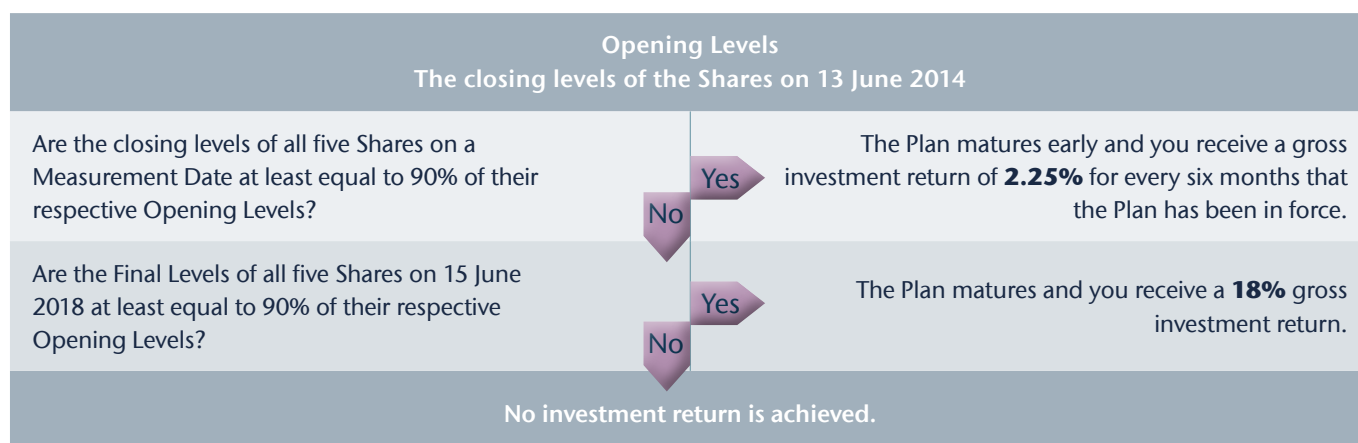 Opening Levels
The closing levels of the Shares on 13 June 2014
Are the closing levels of all five Shares on a
Measurement Date at least equal to 90% of their
respective Opening Levels?
Yes
No
The Plan matures early and you receive a gross
investment return of 2.25% for every six months that
the Plan has been in force.
Are the Final Levels of all five Shares on 15 June
2018 at least equal to 90% of their respective
Opening Levels?
Yes
No
The Plan matures and you receive a 18% gross
investment return.
No investment return is achieved.